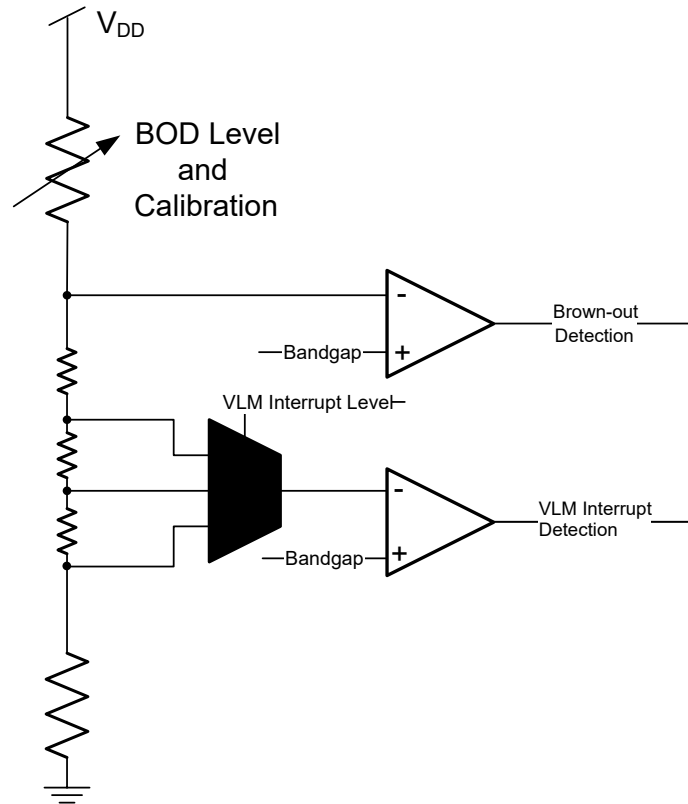 VDD
BOD Level
and
Calibration
-
Bandgap
+
Brown-out
Detection
VLM Interrupt Level
-
Bandgap
+
VLM Interrupt
Detection